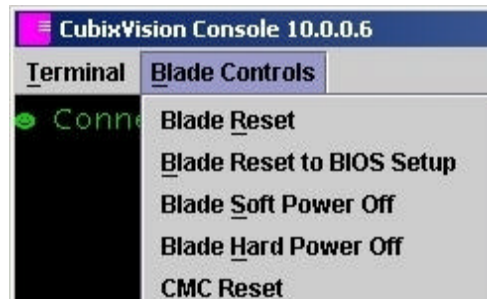 CubixVision Console 10.0.0.6
Terminal Blade Controls
Conne
Blade Reset
Blade Reset to BIOS Setup
Blade Soft Power Off
Blade Hard Power Off
CMC Reset